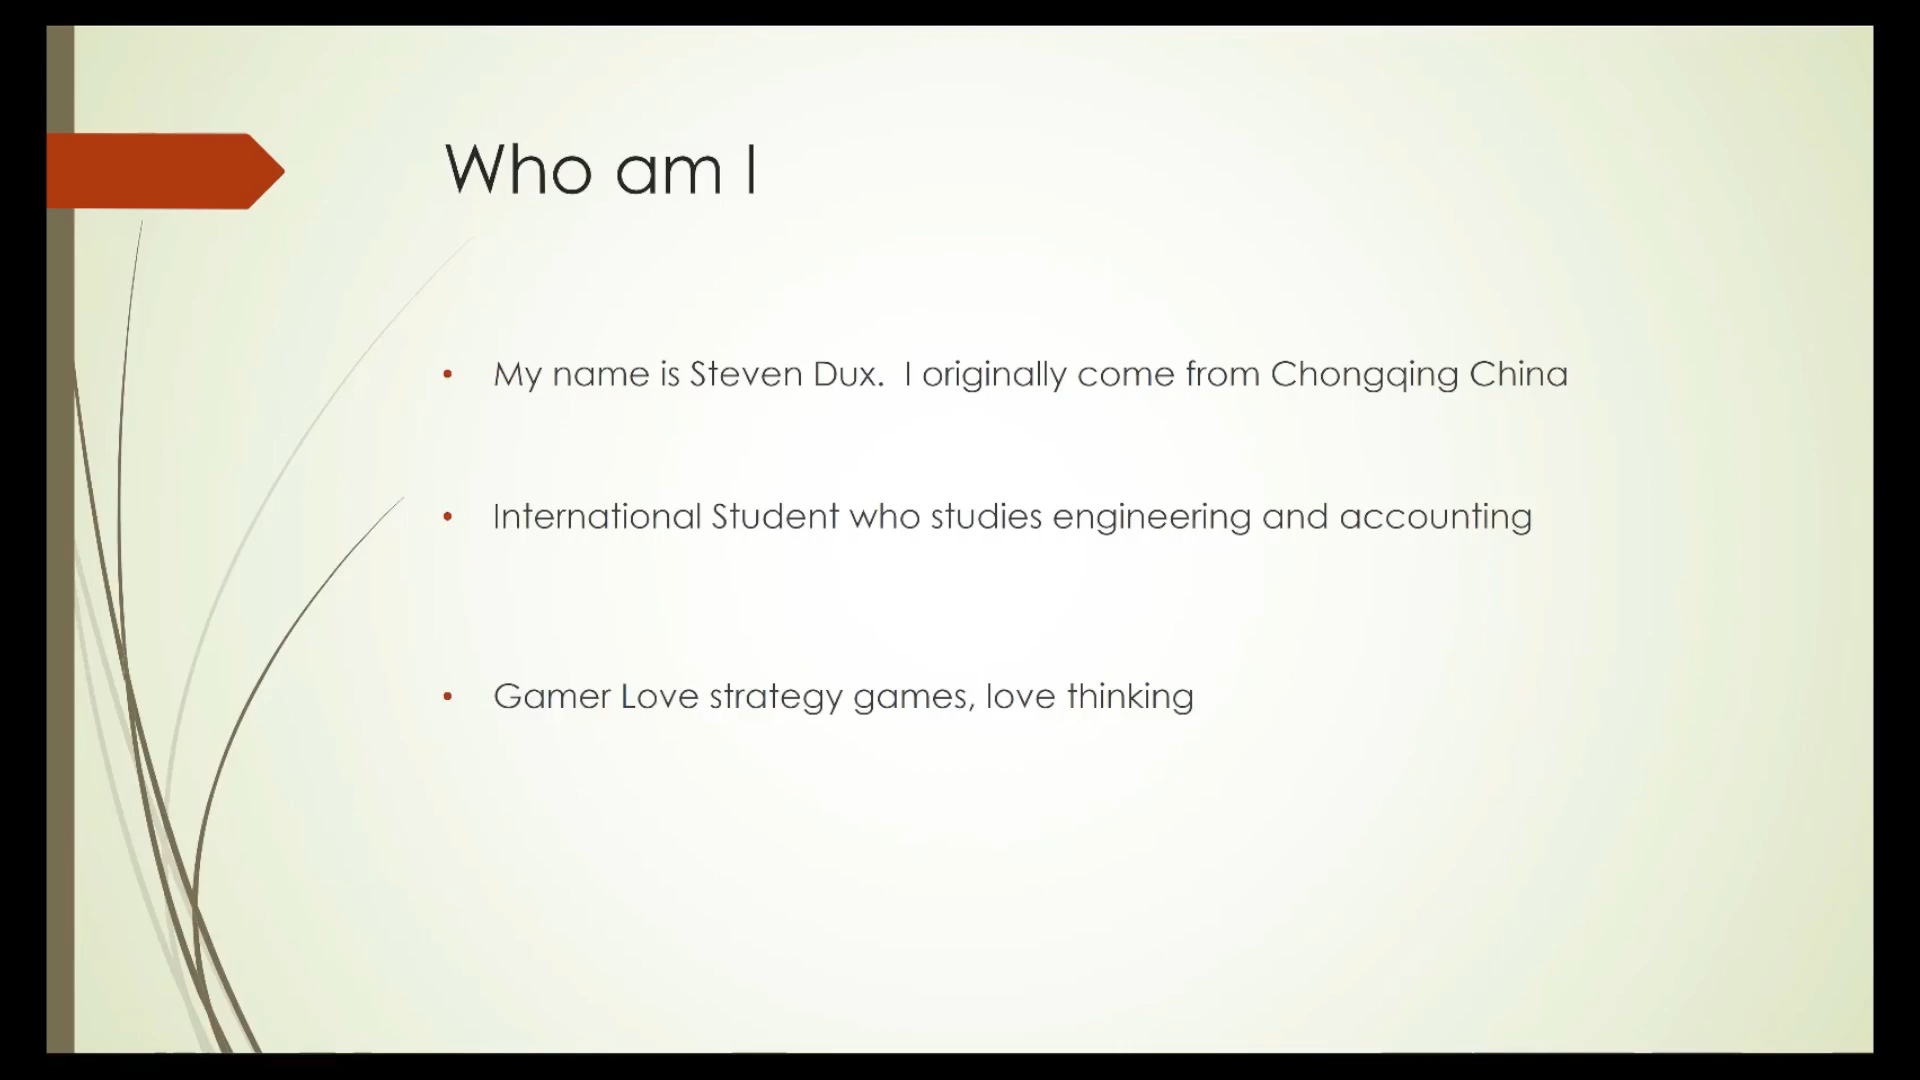 Who am I
• My name is Steven Dux.  I originally come from Chongqing China
• International Student who studies engineering and accounting
• Gamer Love strategy games, love thinking